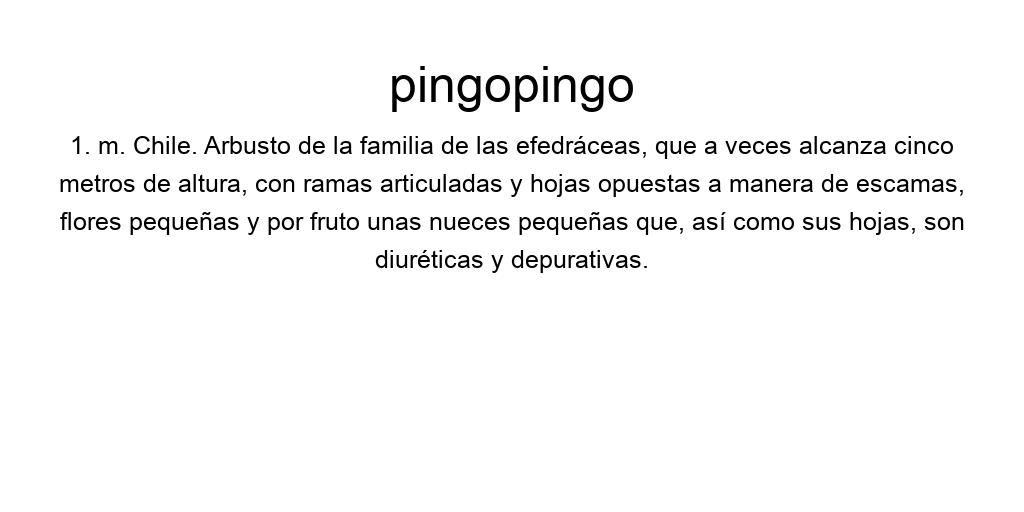 pingopingo
1. m. Chile. Arbusto de la familia de las efedráceas, que a veces alcanza cinco
metros de altura, con ramas articuladas y hojas opuestas a manera de escamas,
flores pequeñas y por fruto unas nueces pequeñas que, así como sus hojas, son
diuréticas y depurativas.